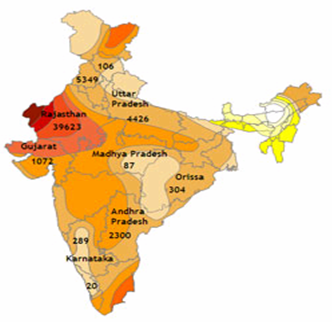 106
5349
Uttar
Pradesh
4426
Rajasthan
39623
Gujarat
1072
Madhya Pradesh
87
Orissa
304
Andhra
Pradesh
2300
289
Karnataka
20